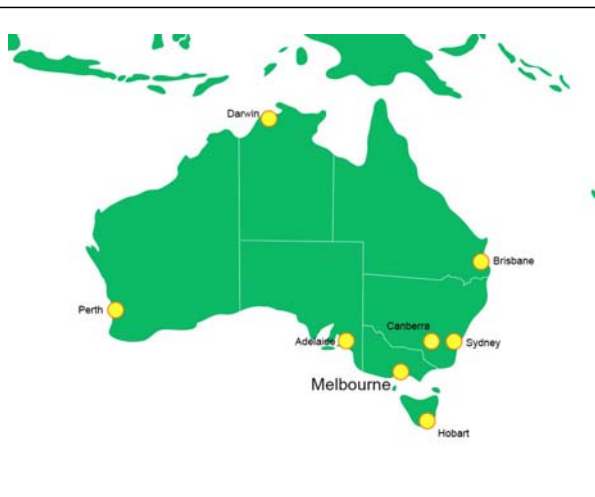 Darwin
Brisbane
Perth
Canberra
Adelaide
Sydney
Melbourne
Hobart